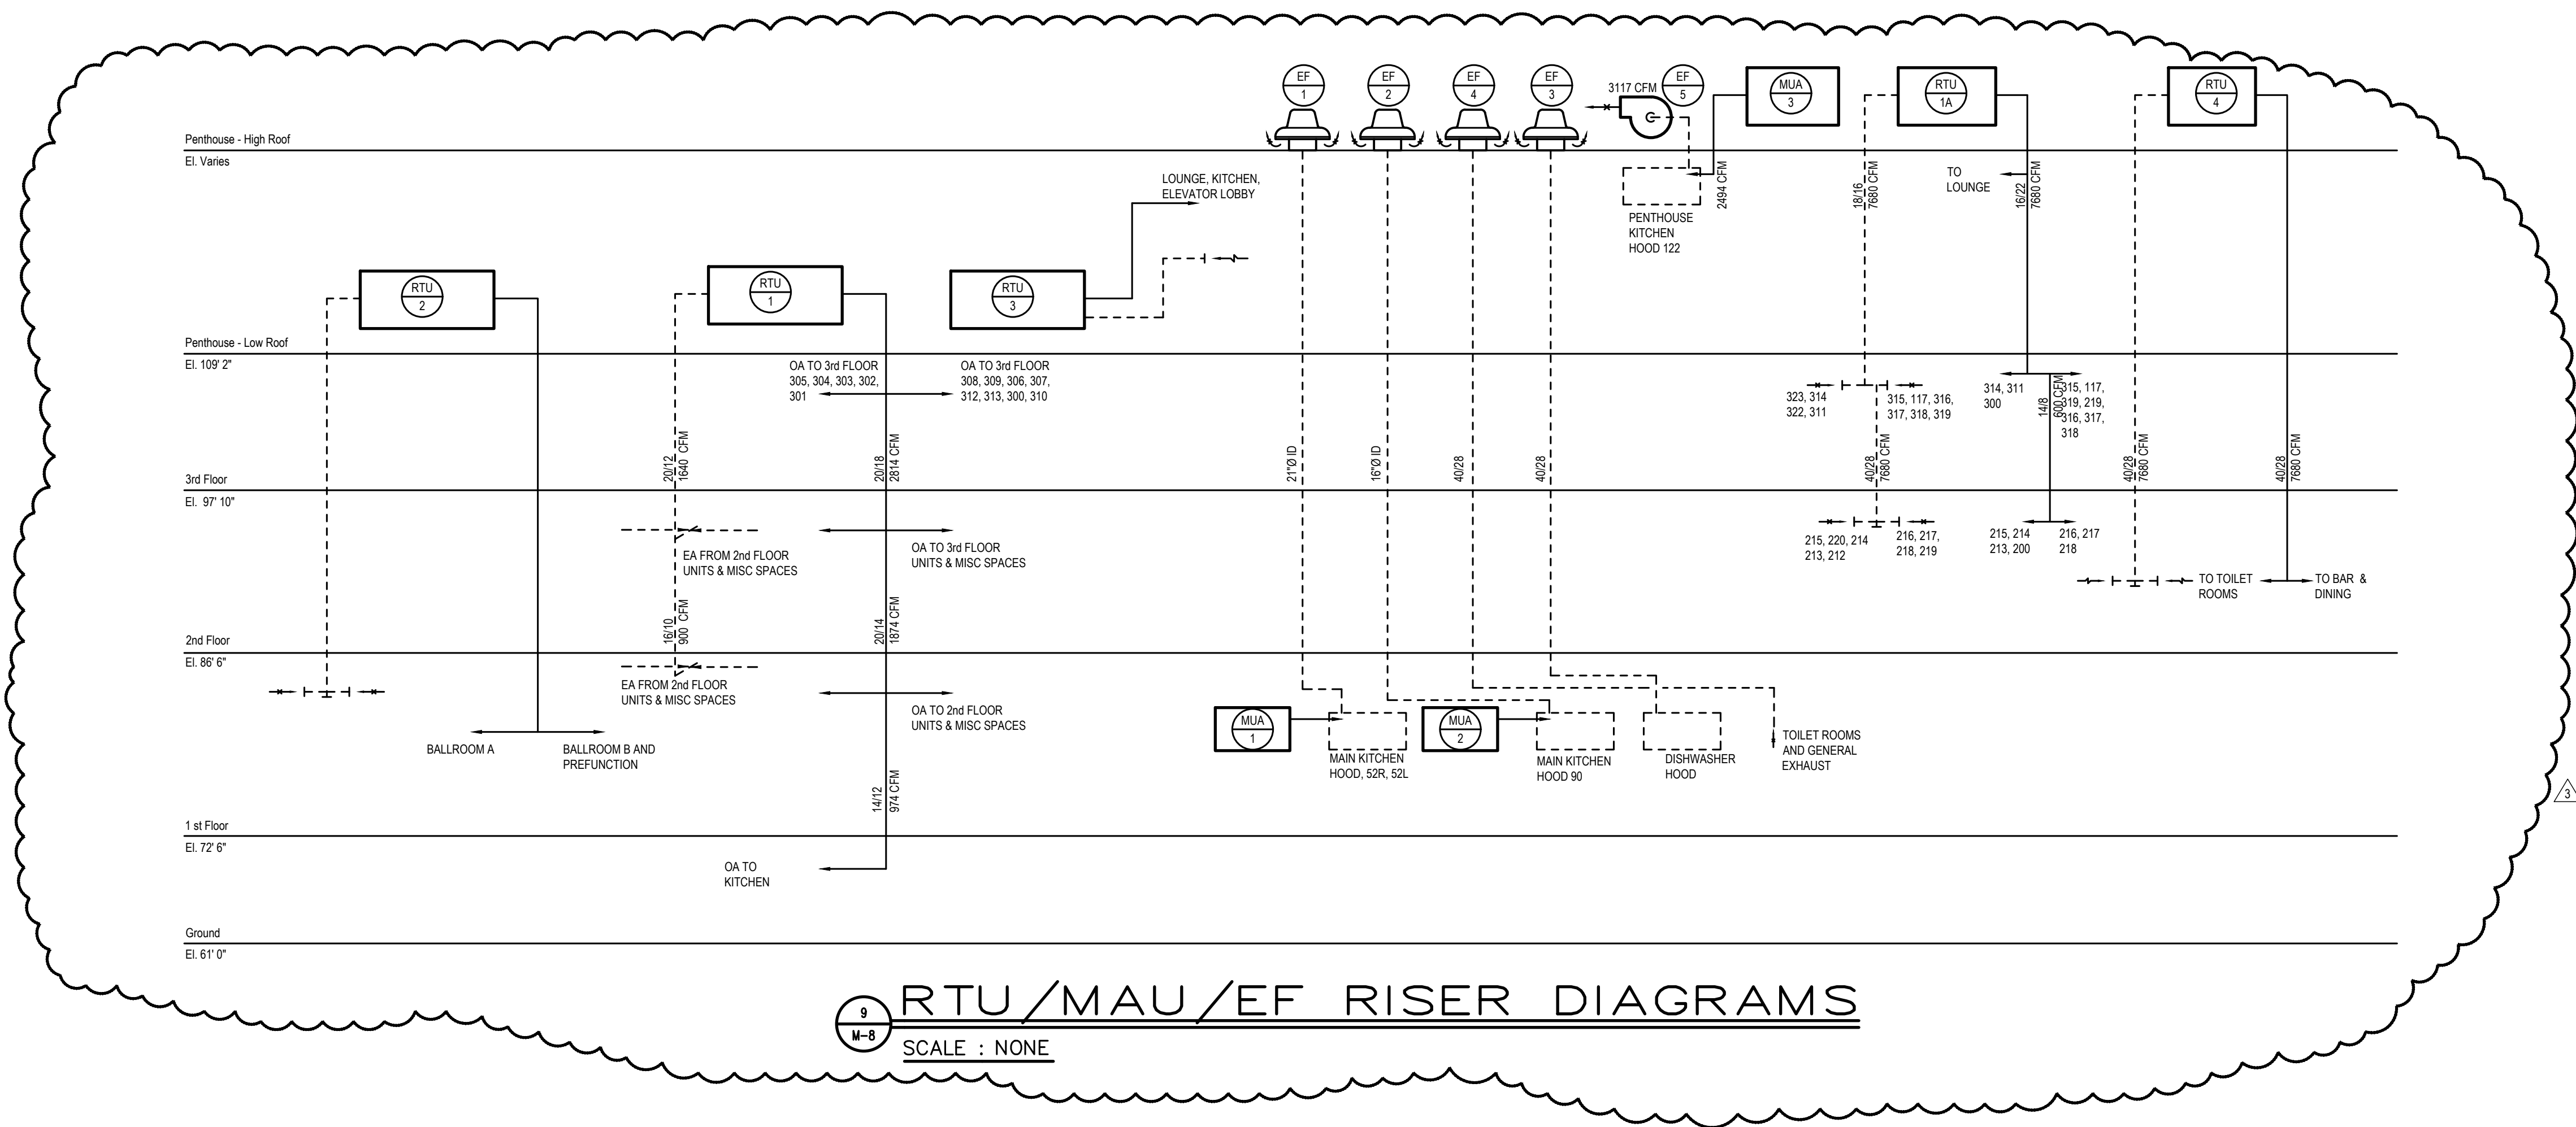 EF
1
EF
2
EF
4
EF
3
3117 CFM
EF
5
MUA
3
RTU
1A
RTU
4
Penthouse - High Roof
El. Varies
LOUNGE, KITCHEN,
ELEVATOR LOBBY
PENTHOUSE
KITCHEN
HOOD 122
2494 CFM
18/16
7680 CFM
TO
LOUNGE
16/22
7680 CFM
RTU
2
RTU
1
RTU
3
Penthouse - Low Roof
El. 109' 2"
OA TO 3rd FLOOR
305, 304, 303, 302,
301
OA TO 3rd FLOOR
308, 309, 306, 307,
312, 313, 300, 310
323, 314
322, 311
315, 117, 316,
317, 318, 319
314, 311
300
14/8
600 CFM
315, 117,
319, 219,
316, 317,
318
20/12
1640 CFM
20/18
2814 CFM
21"Ø ID
16"Ø ID
40/28
40/28
40/28
7680 CFM
40/28
7680 CFM
40/28
7680 CFM
3rd Floor
El. 97' 10"
EA FROM 2nd FLOOR
UNITS & MISC SPACES
OA TO 3rd FLOOR
UNITS & MISC SPACES
215, 220, 214
213, 212
216, 217,
218, 219
215, 214
213, 200
216, 217
218
TO TOILET
ROOMS
TO BAR &
DINING
16/10
900 CFM
20/14
1874 CFM
2nd Floor
El. 86' 6"
EA FROM 2nd FLOOR
UNITS & MISC SPACES
OA TO 2nd FLOOR
UNITS & MISC SPACES
BALLROOM A
BALLROOM B AND
PREFUNCTION
MUA
1
MAIN KITCHEN
HOOD, 52R, 52L
MUA
2
MAIN KITCHEN
HOOD 90
DISHWASHER
HOOD
TOILET ROOMS
AND GENERAL
EXHAUST
3
14/12
974 CFM
1 st Floor
El. 72' 6"
OA TO
KITCHEN
Ground
El. 61' 0"
9
M-8
RTU/MAU/EF RISER DIAGRAMS
SCALE : NONE